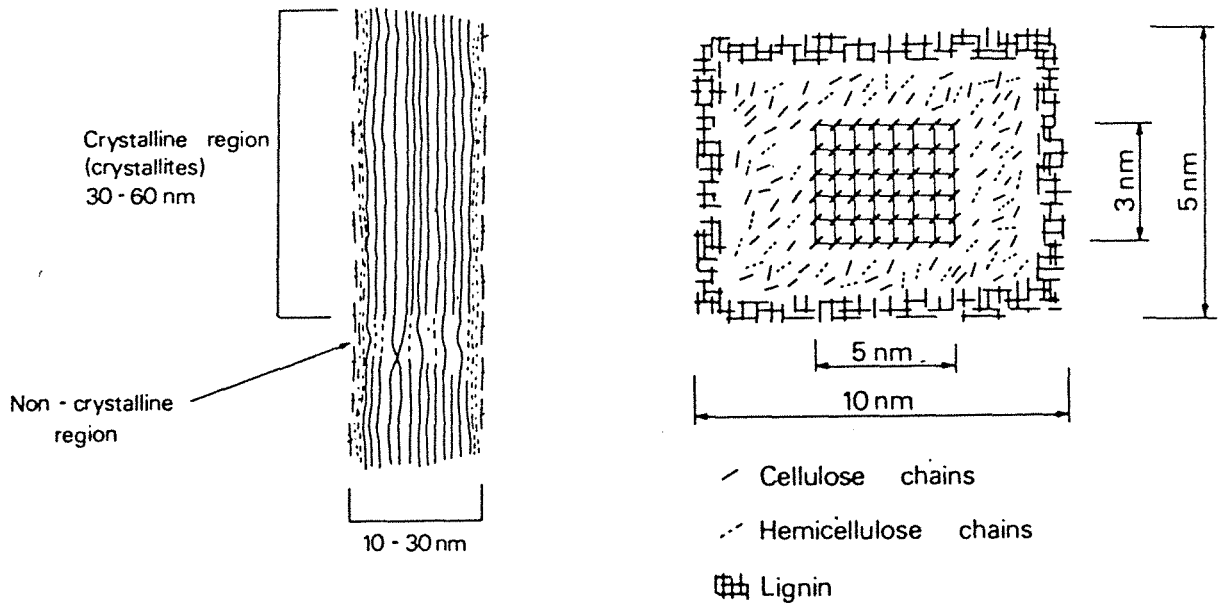 Crystalline region
(crystallites)
30 - 60 nm
Non - crystalline
region
10 - 30 nm
3 nm
5 nm
5 nm
10 nm
Cellulose chains
Hemicellulose chains
Lignin